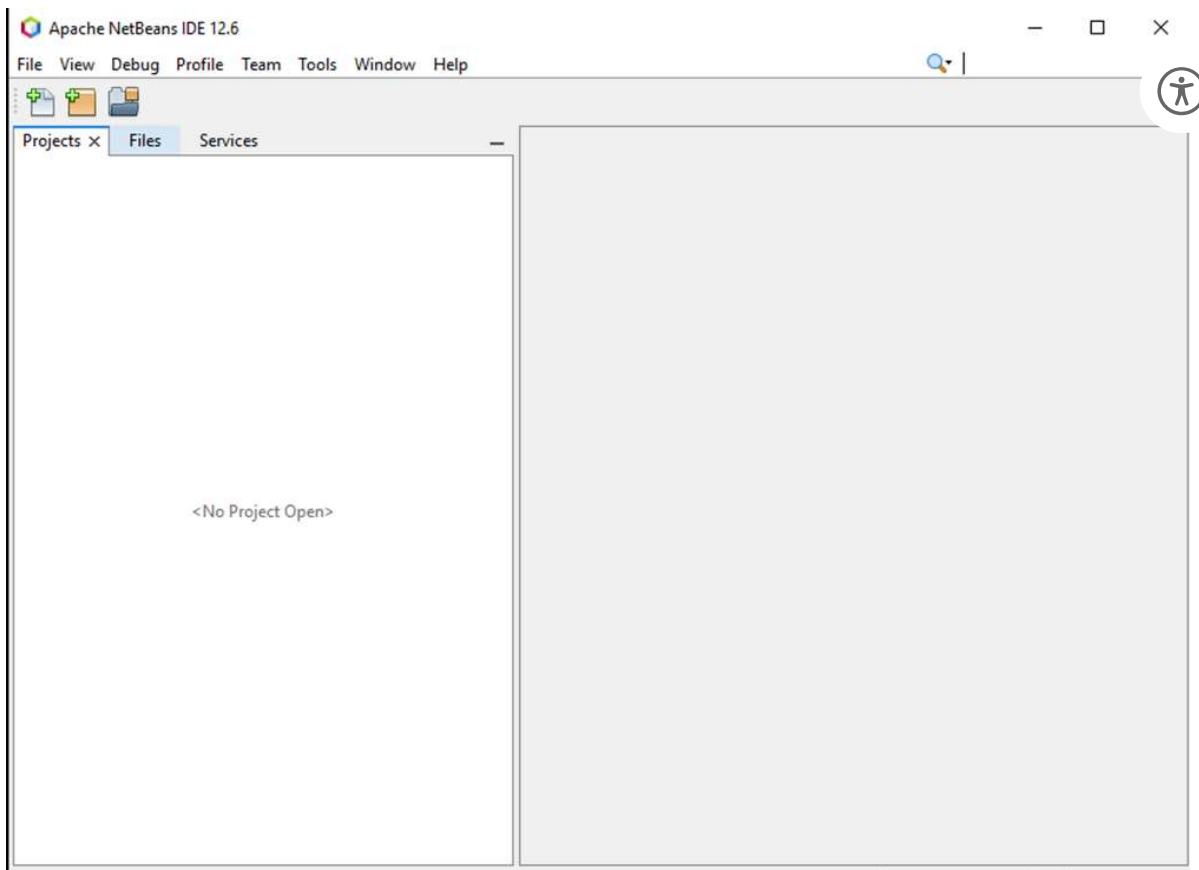 Apache NetBeans IDE 12.6
File View Debug Profile Team Tools Window Help
Projects Files Services
<No Project Open>